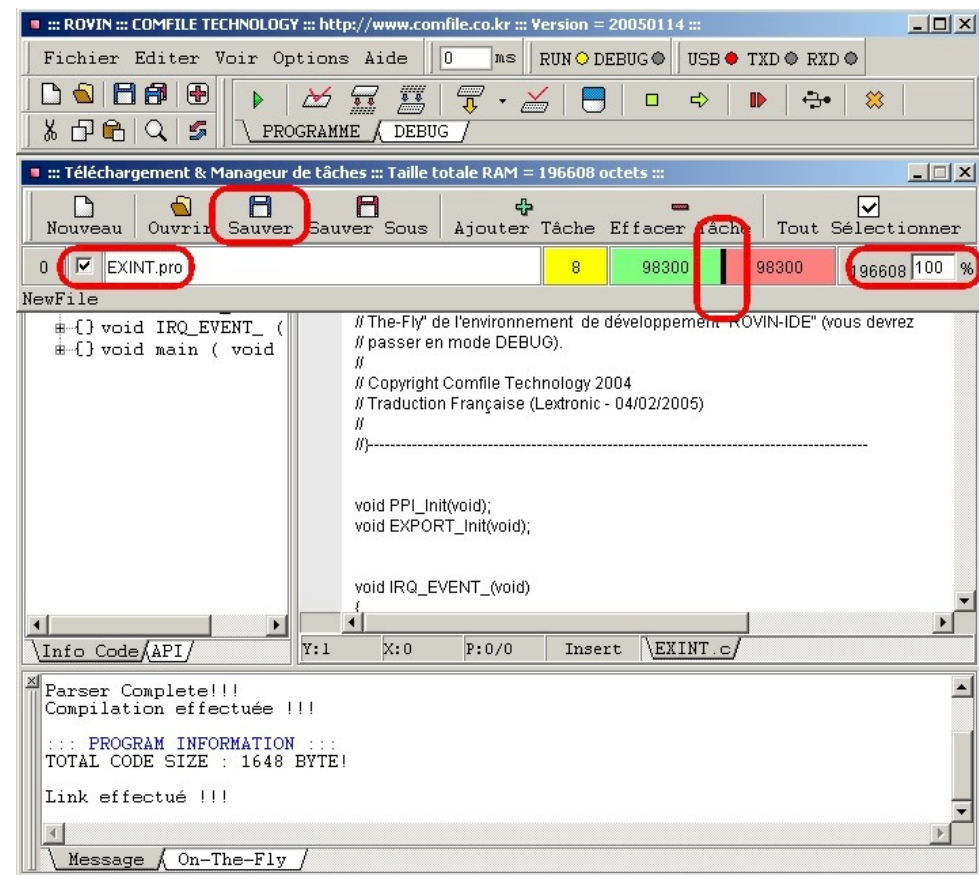 ::: ROVIN ::: COMFILE TECHNOLOGY ::: http://www.comfile.co.kr ::: Version = 20050114 :::
Fichier Editer Voir Options Aide 0 ms RUN DEBUG USB TXD RXD
PROGRAMME DEBUG
::: Téléchargement & Manageur de tâches ::: Taille totale RAM = 196608 octets :::
Nouveau Ouvrir Sauver Sauver Sous Ajouter Tâche Effacer Tâche Tout Sélectionner
0 EXINT.pro 8 98300 98300 196608 100 %
NewFile
{} void IRQ_EVENT_ (
{} void main ( void
// The-Fly" de l'environnement de développement "ROVIN-IDE" (vous devrez
// passer en mode DEBUG).
//
// Copyright Comfile Technology 2004
// Traduction Française (Lextronic - 04/02/2005)
//
//}---------------------------------------------------------------------------------------
void PPI_Init(void);
void EXPORT_Init(void);
void IRQ_EVENT_(void)
{
Info Code API Y:1 X:0 P:0/0 Insert EXINT.c
Parser Complete!!!
Compilation effectuée !!!
::: PROGRAM INFORMATION :::
TOTAL CODE SIZE : 1648 BYTE!
Link effectué !!!
Message On-The-Fly